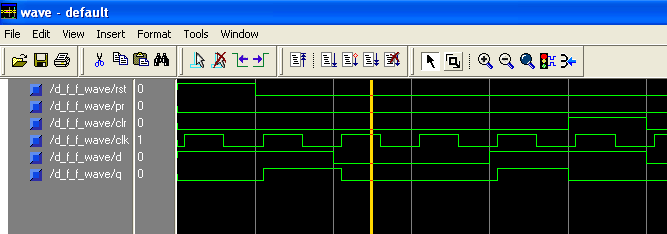 wave - default
File Edit View Insert Format Tools Window
/d_f_f_wave/rst 0
/d_f_f_wave/pr 0
/d_f_f_wave/clr 0
/d_f_f_wave/clk 1
/d_f_f_wave/d 0
/d_f_f_wave/q 0